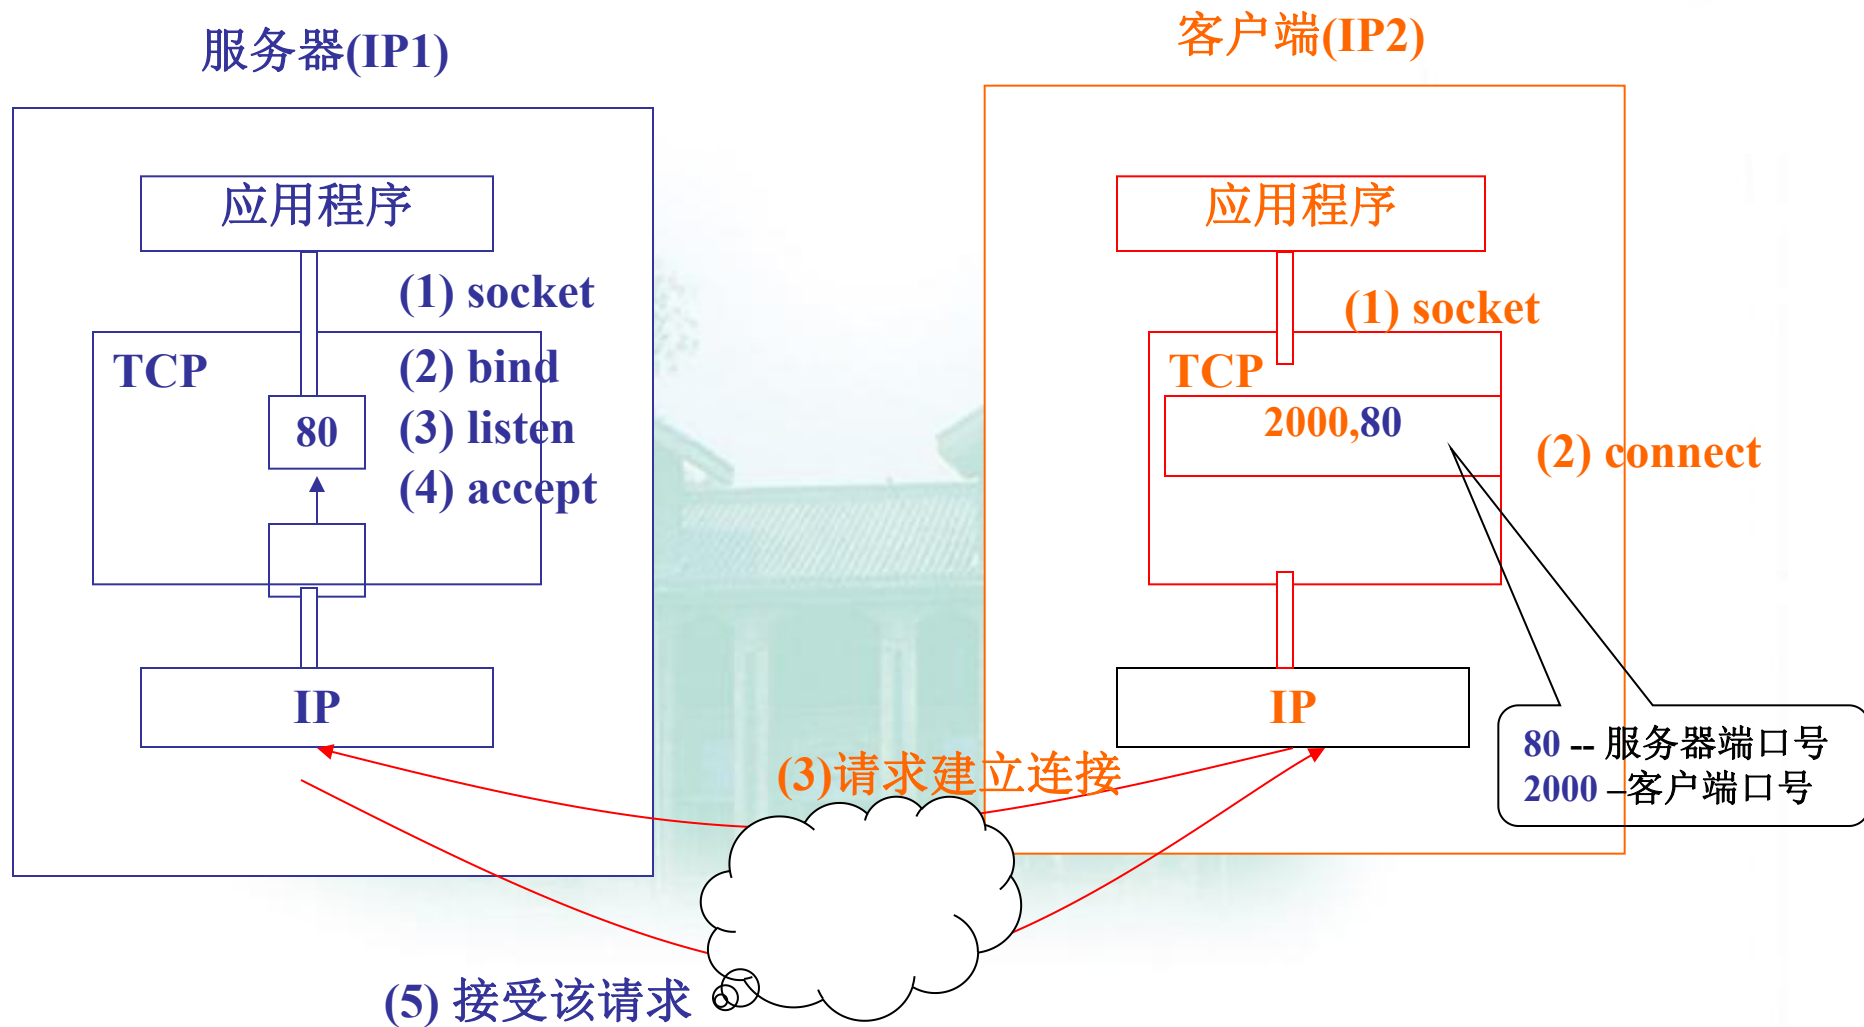 服务器(IP1)
应用程序
(1) socket
TCP
(2) bind
80
(3) listen
(4) accept
IP
客户端(IP2)
应用程序
(1) socket
TCP
2000,80
(2) connect
IP
80 -- 服务器端口号
2000 –客户端口号
(3)请求建立连接
(5) 接受该请求